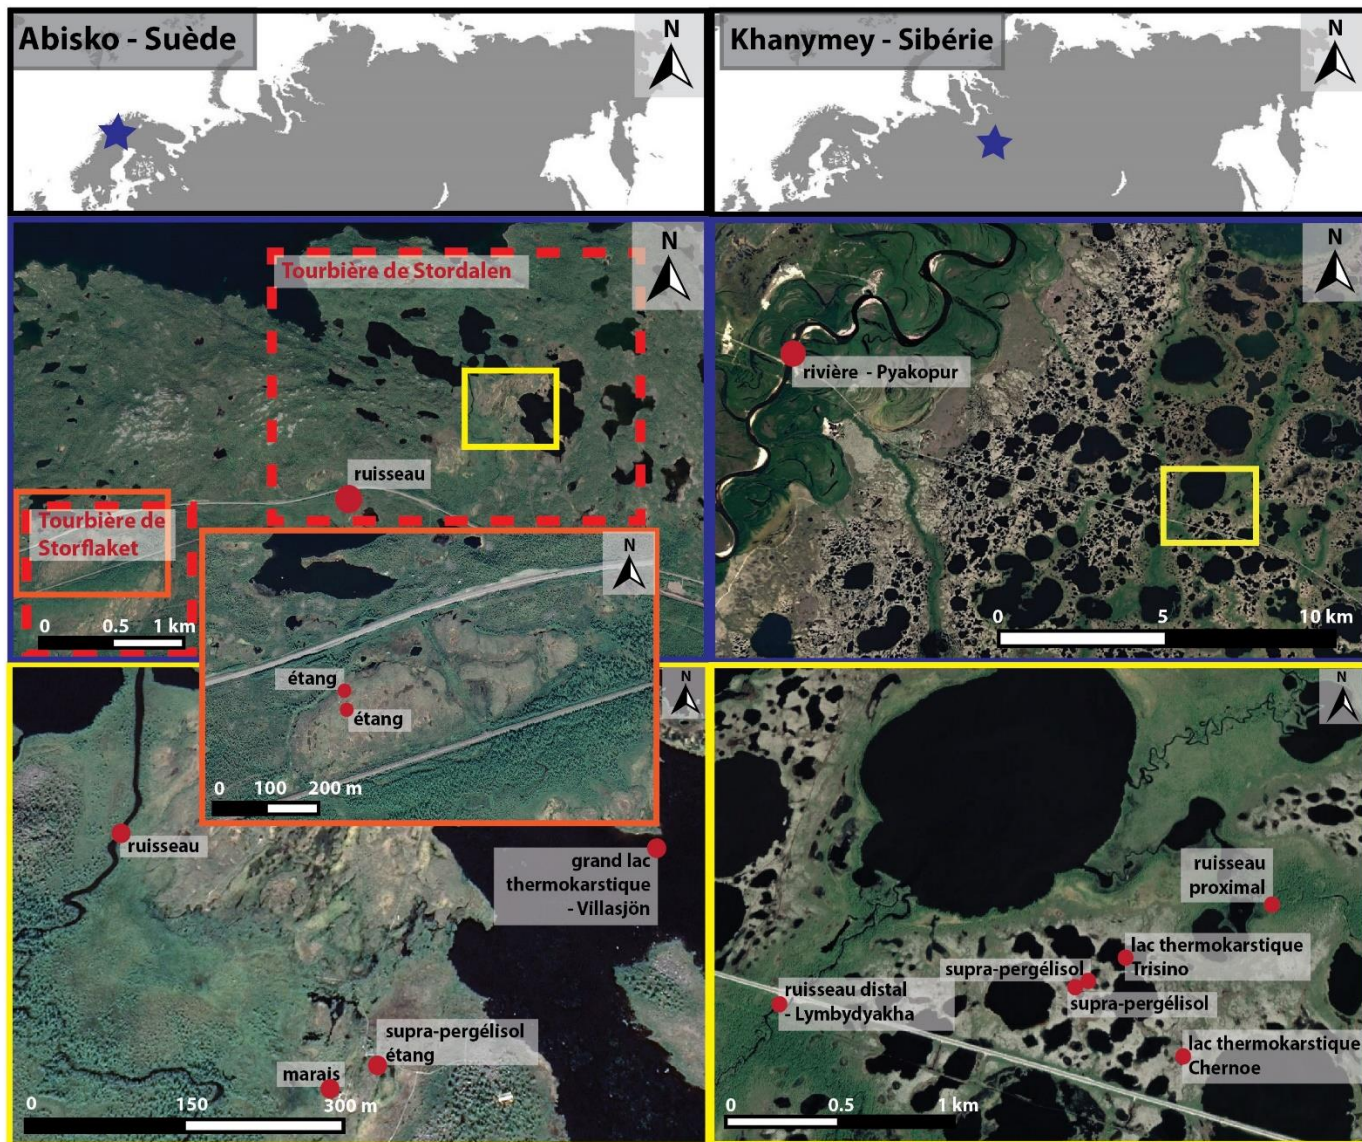 Abisko - Suède
N
Khanymey - Sibérie
N
Tourbière de Stordalen
N
ruisseau
Tourbière de
Storflaket
0 0.5 1 km
N
rivière - Pyakopur
0 5 10 km
N
étang
étang
0 100 200 m
N
ruisseau
grand lac
thermokarstique
- Villasjön
supra-pergélisol
étang
marais
0 150 300 m
N
ruisseau
proximal
lac thermokarstique
Trisino
supra-pergélisol
supra-pergélisol
ruisseau distal
- Lymbydyakha
lac thermokarstique
Chernoe
0 0.5 1 km